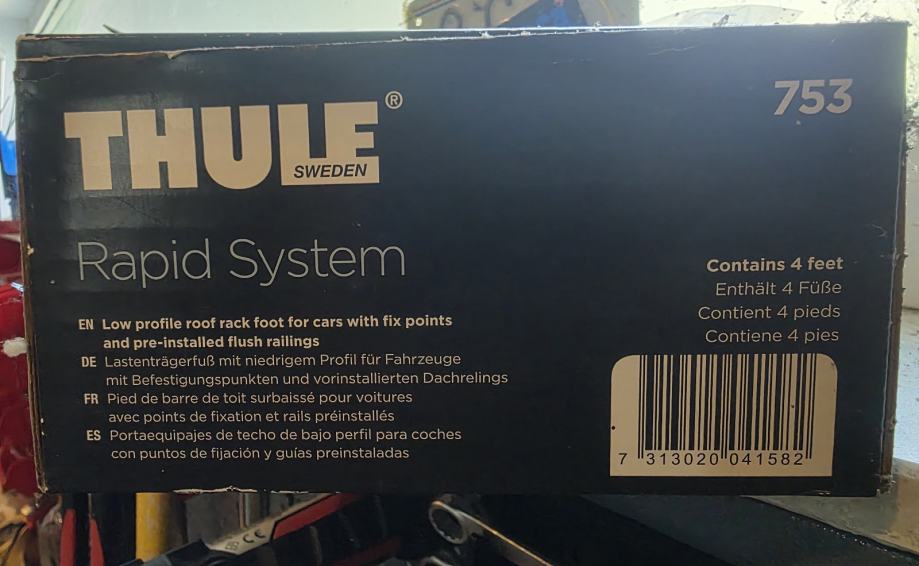 THULE®
SWEDEN
753
Rapid System
EN Low profile roof rack foot for cars with fix points
and pre-installed flush railings
DE Lastenträgerfuß mit niedrigem Profil für Fahrzeuge
mit Befestigungspunkten und vorinstallierten Dachrelings
FR Pied de barre de toit surbaissé pour voitures
avec points de fixation et rails préinstallés
ES Portaequipajes de techo de bajo perfil para coches
con puntos de fijación y guías preinstaladas
Contains 4 feet
Enthält 4 Füße
Contient 4 pieds
Contiene 4 pies
7 313020 041582
CE